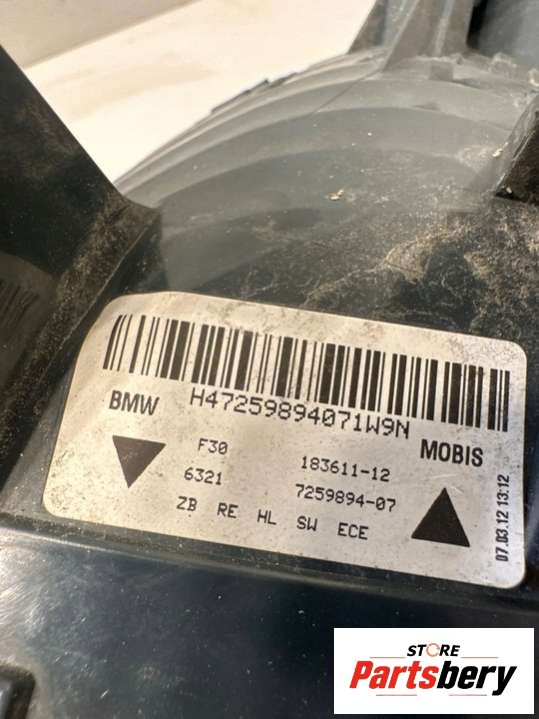 H47259894071W9N
BMW
MOBIS
F30 183611-12
6321 7259894-07
ZB RE HL SW ECE
07.03.12 13:12
STORE
Partsbery